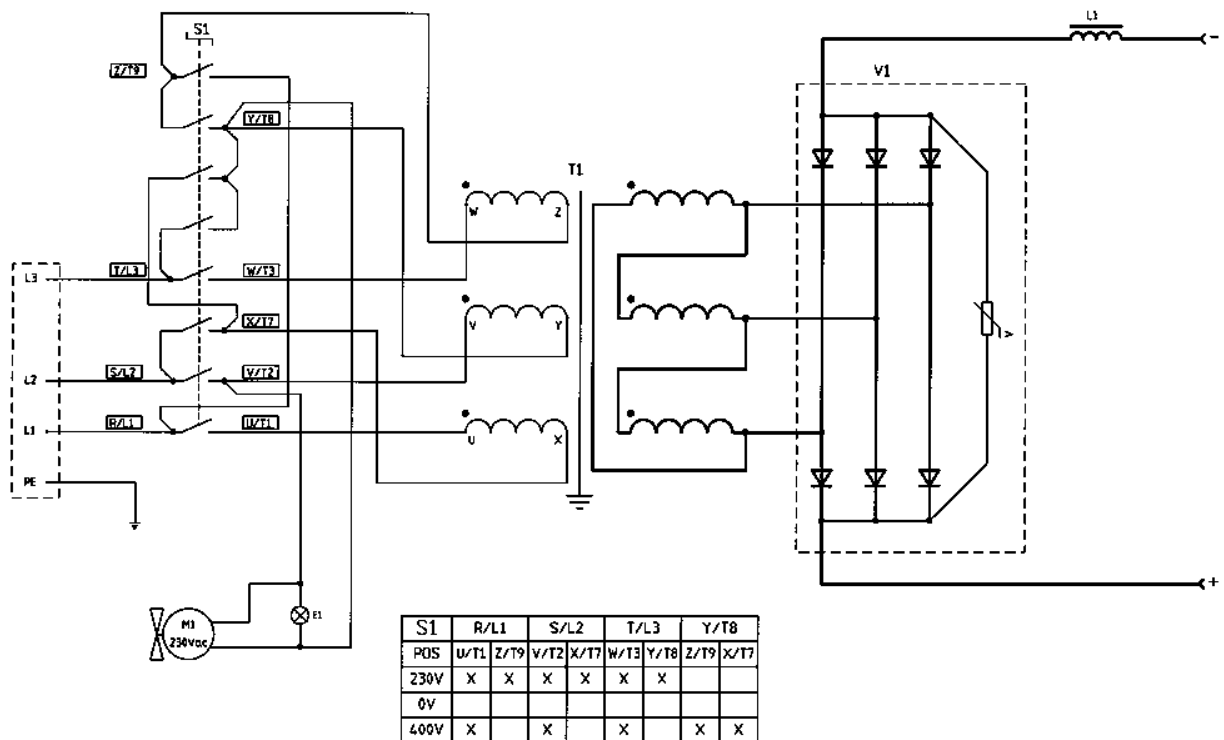 S1
L1
−
Z/T9
V1
Y/T8
T1
W Z
L3 T/L3 W/T3
V Y
X/T7
L2 S/L2 V/T2
L1 R/L1 U/T1
U X
V
PE
M1
230Vac
E1
S1 R/L1 S/L2 T/L3 Y/T8
POS U/T1 Z/T9 V/T2 X/T7 W/T3 Y/T8 Z/T9 X/T7
230V X X X X X X
0V
400V X X X X X
+